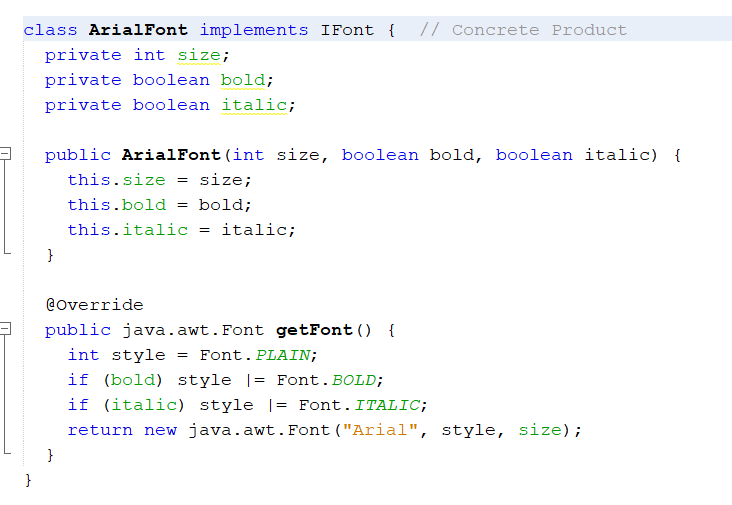 class ArialFont implements IFont {  // Concrete Product
  private int size;
  private boolean bold;
  private boolean italic;

  public ArialFont(int size, boolean bold, boolean italic) {
    this.size = size;
    this.bold = bold;
    this.italic = italic;
  }

  @Override
  public java.awt.Font getFont() {
    int style = Font.PLAIN;
    if (bold) style |= Font.BOLD;
    if (italic) style |= Font.ITALIC;
    return new java.awt.Font("Arial", style, size);
  }
}